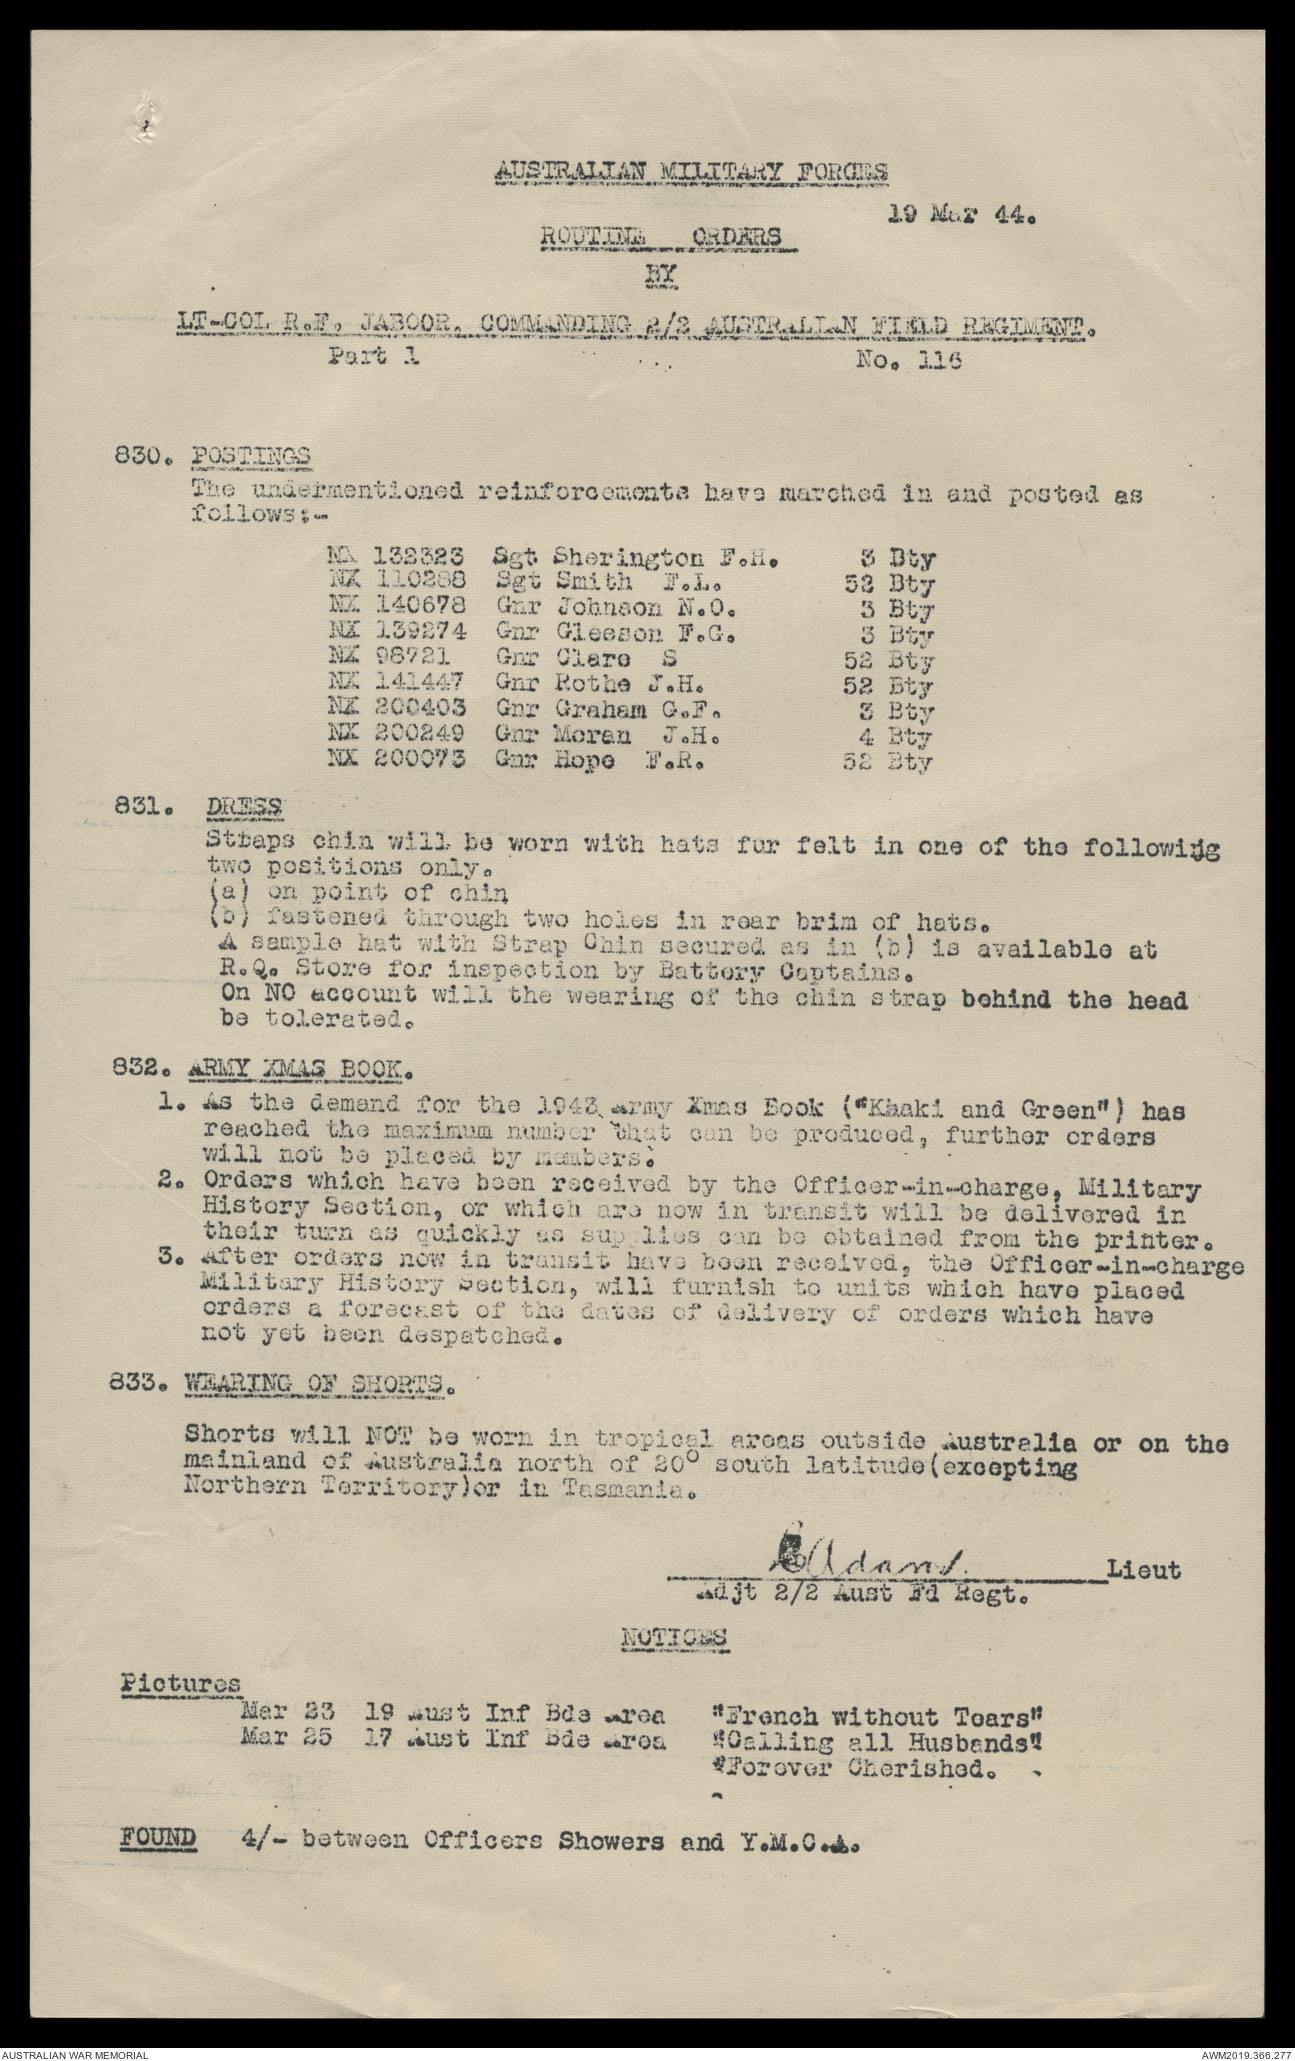 AUSTRALIAN MILITARY FORCES
19 Mar 44.
ROUTINE ORDERS
BY
LT-COL R.F. JABOOR. COMMANDING 2/2 AUSTRALIAN FIELD REGIMENT.
Part 1 No. 116
830. POSTINGS
The undermentioned reinforcements have marched in and posted as
follows:-
NX 132323 Sgt Sherington F.H. 3 Bty
NX 110288 Sgt Smith F.L. 52 Bty
NX 140678 Gnr Johnson N.O. 3 Bty
NX 139274 Gnr Gleeson F.G. 3 Bty
NX 98721 Gnr Clare S 52 Bty
NX 141447 Gnr Rothe J.H. 52 Bty
NX 200403 Gnr Graham G.F. 3 Bty
NX 200249 Gnr Moran J.H. 4 Bty
NX 200073 Gnr Hope F.R. 52 Bty
831. DRESS
Straps chin will be worn with hats fur felt in one of the following
two positions only.
(a) on point of chin
(b) fastened through two holes in rear brim of hats.
A sample hat with Strap Chin secured as in (b) is available at
R.Q. Store for inspection by Battery Captains.
On NO account will the wearing of the chin strap behind the head
be tolerated.
832. ARMY XMAS BOOK.
1. As the demand for the 1943 Army Xmas Book ("Khaki and Green") has
reached the maximum number that can be produced, further orders
will not be placed by members.
2. Orders which have been received by the Officer-in-charge, Military
History Section, or which are now in transit will be delivered in
their turn as quickly as supplies can be obtained from the printer.
3. After orders now in transit have been received, the Officer-in-charge
Military History Section, will furnish to units which have placed
orders a forecast of the dates of delivery of orders which have
not yet been despatched.
833. WEARING OF SHORTS.
Shorts will NOT be worn in tropical areas outside Australia or on the
mainland of Australia north of 20° south latitude(excepting
Northern Territory)or in Tasmania.
Adams. Lieut
Adjt 2/2 Aust Fd Regt.
NOTICES
Pictures
Mar 23 19 Aust Inf Bde Area "French without Tears"
Mar 25 17 Aust Inf Bde Area "Calling all Husbands"
"Forever Cherished.
FOUND 4/- between Officers Showers and Y.M.C.A.
AUSTRALIAN WAR MEMORIAL AWM2019.366.277